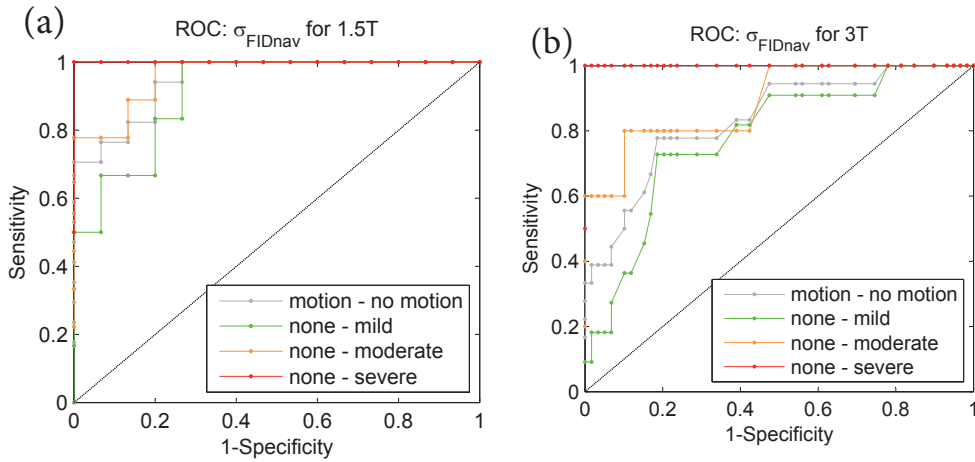 (a)
ROC: σFIDnav for 1.5T
1
0.8
0.6
0.4
0.2
0
Sensitivity
motion - no motion
none - mild
none - moderate
none - severe
0
0.2
0.4
0.6
0.8
1
1-Specificity
(b)
ROC: σFIDnav for 3T
1
0.8
0.6
0.4
0.2
0
Sensitivity
motion - no motion
none - mild
none - moderate
none - severe
0
0.2
0.4
0.6
0.8
1
1-Specificity